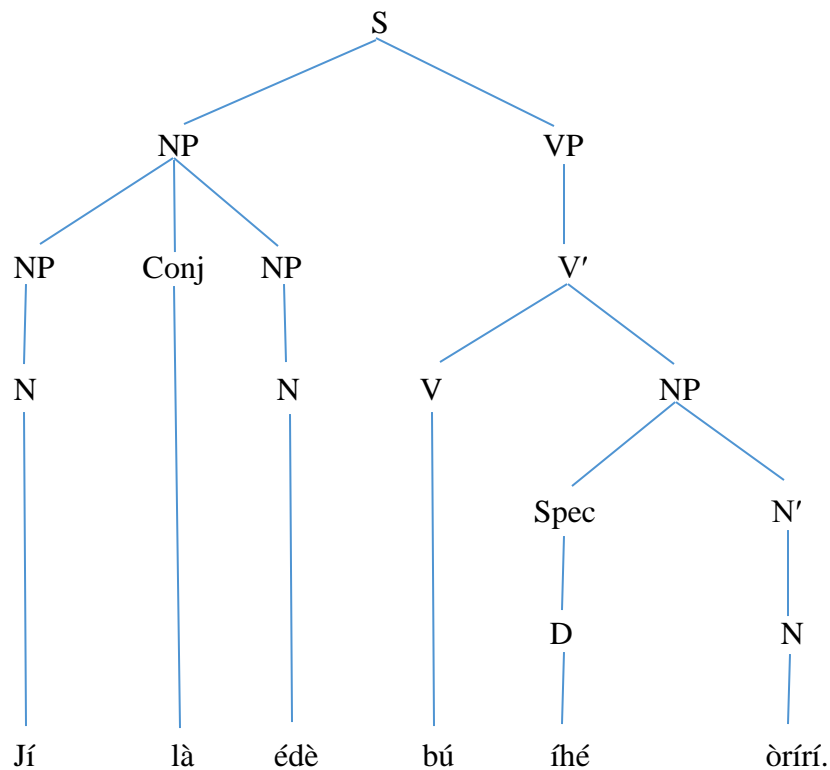 S
NP VP
NP Conj NP V′
N N V NP
Spec N′
D N
Jí là édè bú íhé òrírí.